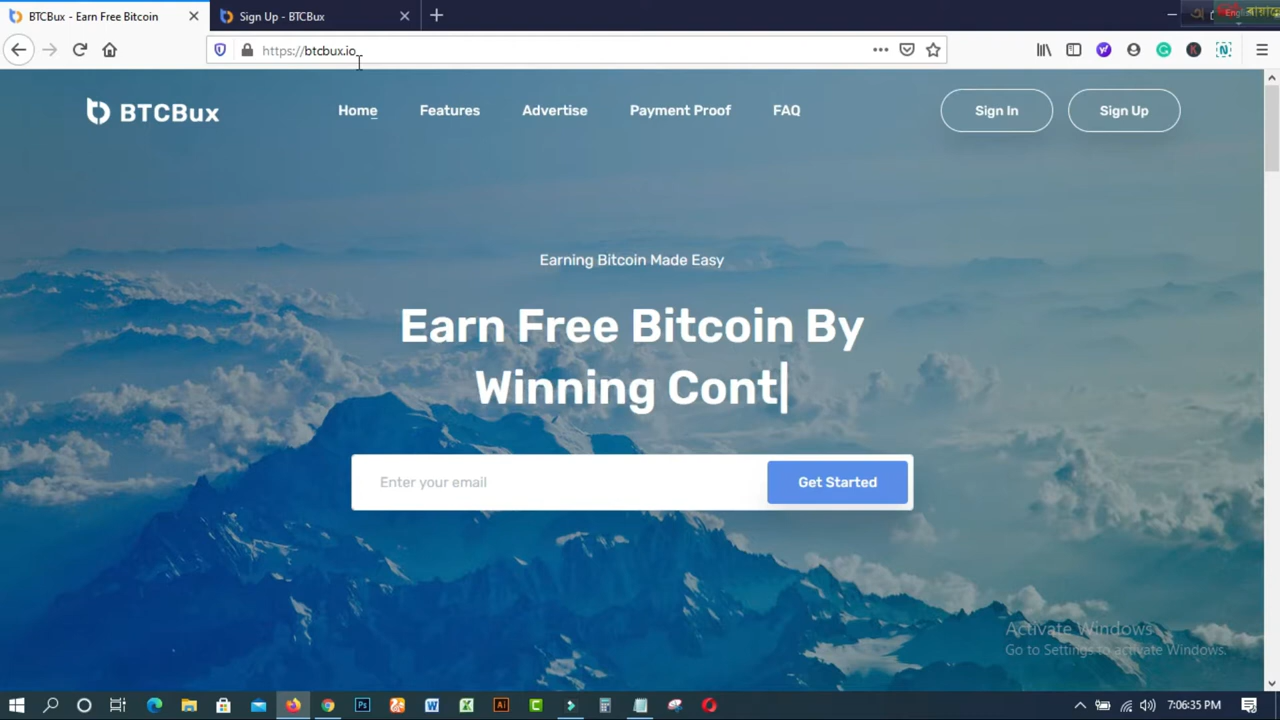 BTCBux - Earn Free Bitcoin
Sign Up - BTCBux
English
https://btcbux.io
BTCBux
Home
Features
Advertise
Payment Proof
FAQ
Sign In
Sign Up
Earning Bitcoin Made Easy
Earn Free Bitcoin By
Winning Cont
Enter your email
Get Started
Activate Windows
Go to Settings to activate Windows.
7:06:35 PM